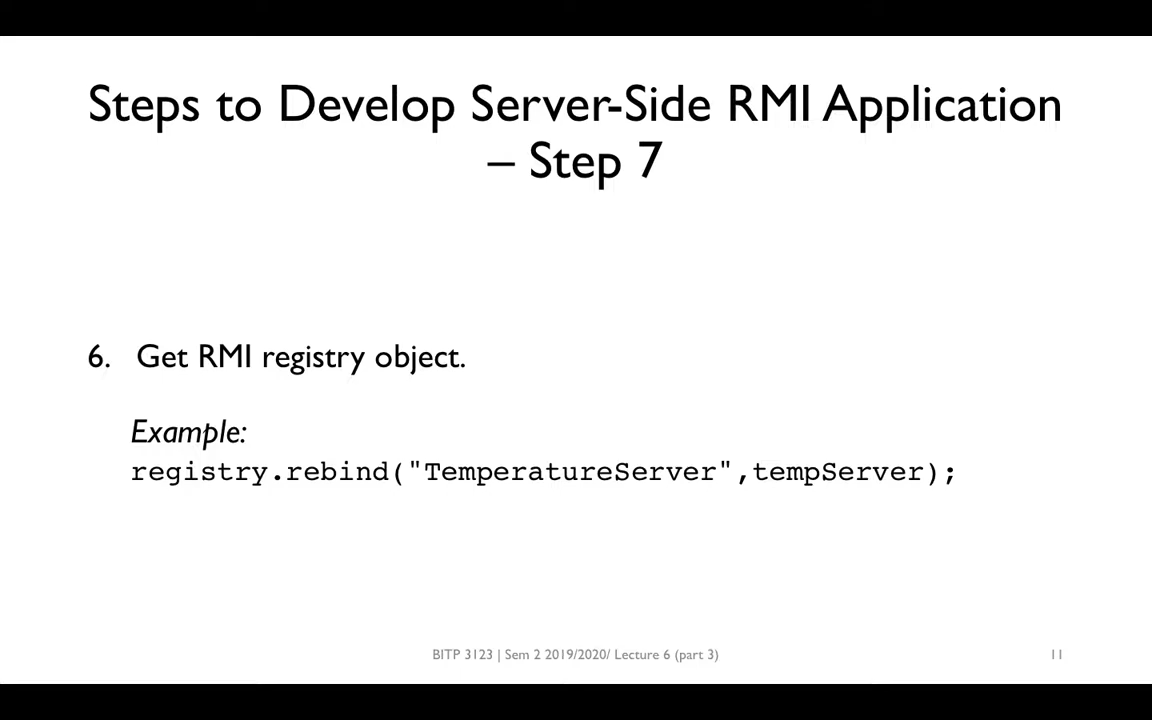 Steps to Develop Server-Side RMI Application
– Step 7
6. Get RMI registry object.
Example:
registry.rebind("TemperatureServer",tempServer);
BITP 3123 | Sem 2 2019/2020/ Lecture 6 (part 3)
11